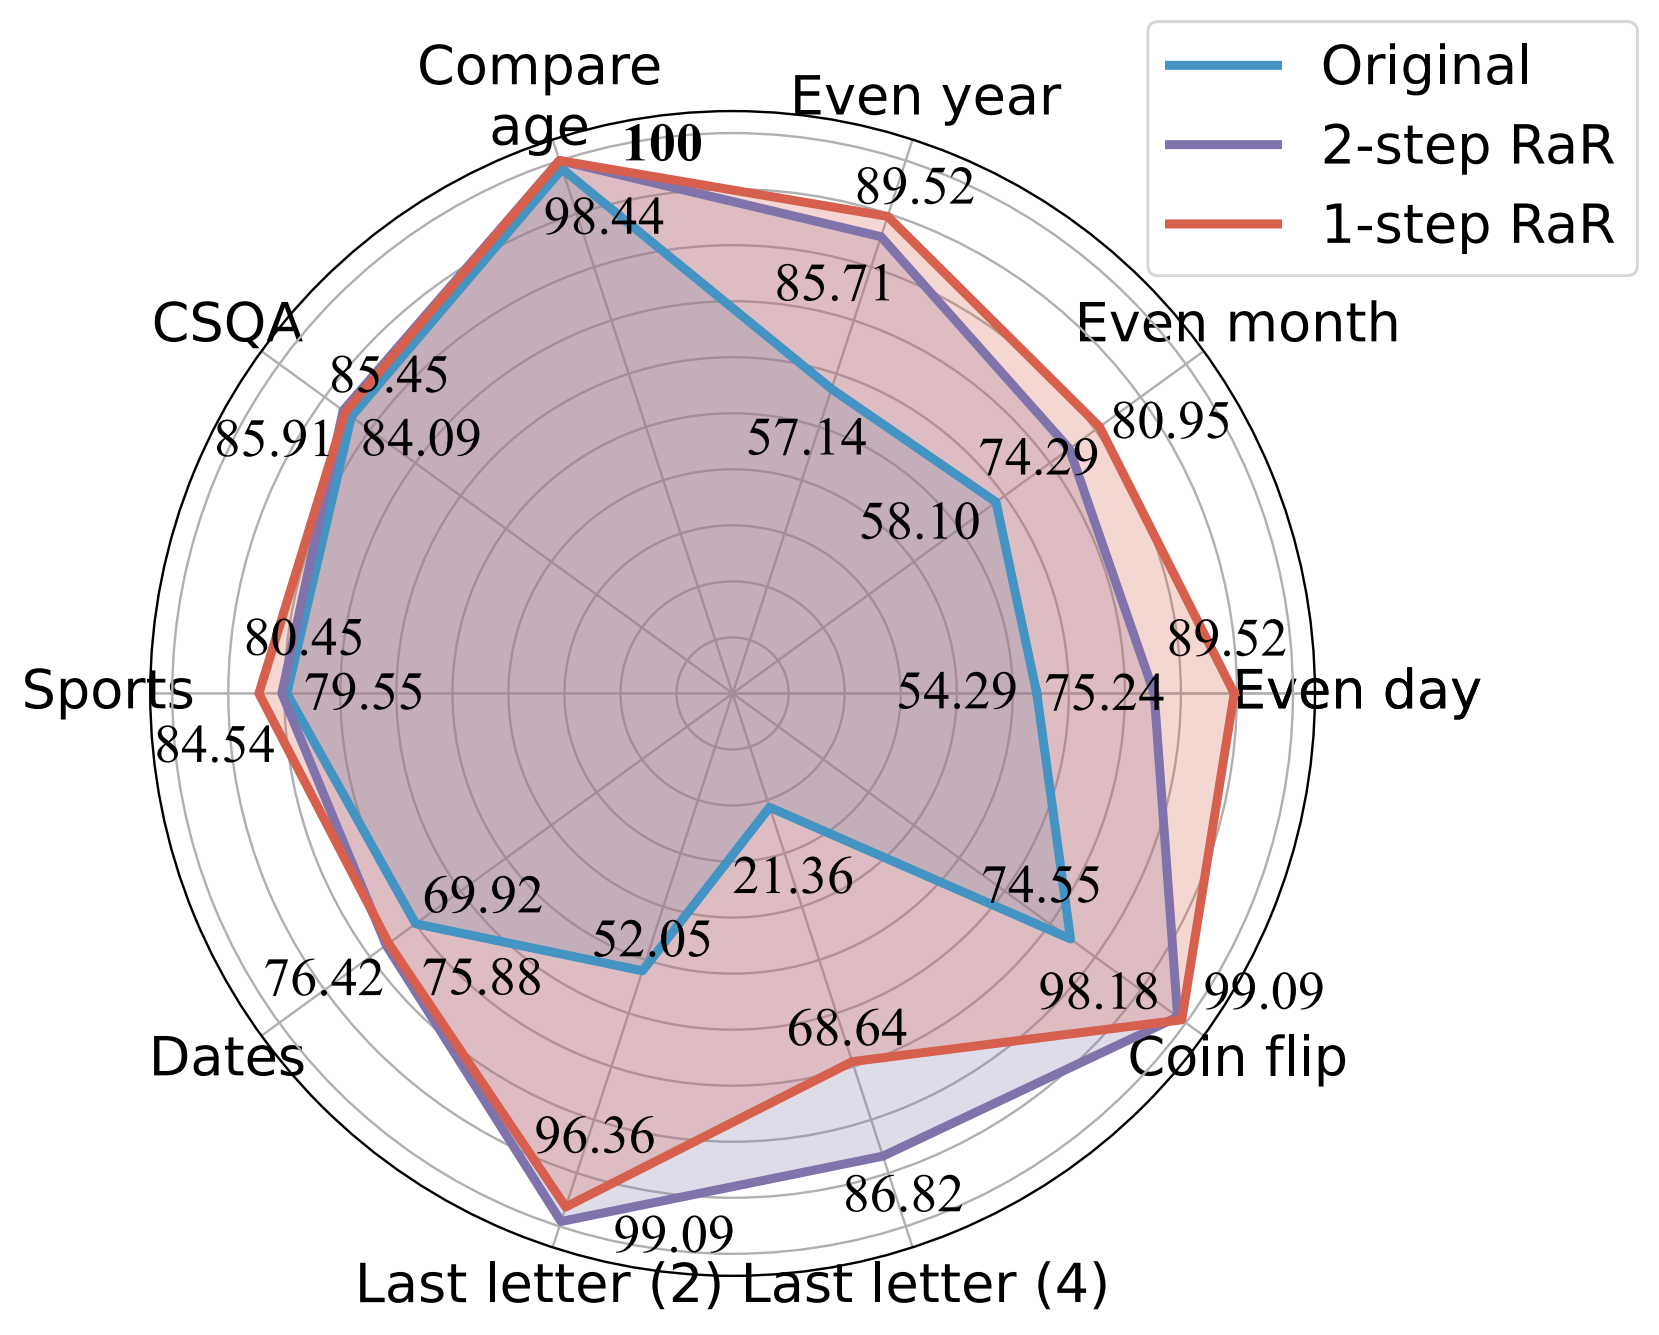 Compare
age
Even year
Original
2-step RaR
1-step RaR
100
89.52
98.44
85.71
CSQA
Even month
85.45
85.91
84.09
57.14
74.29
80.95
58.10
80.45
89.52
Sports
79.55
54.29
75.24
Even day
84.54
69.92
21.36
74.55
52.05
76.42
75.88
98.18
99.09
68.64
Dates
Coin flip
96.36
86.82
99.09
Last letter (2)
Last letter (4)